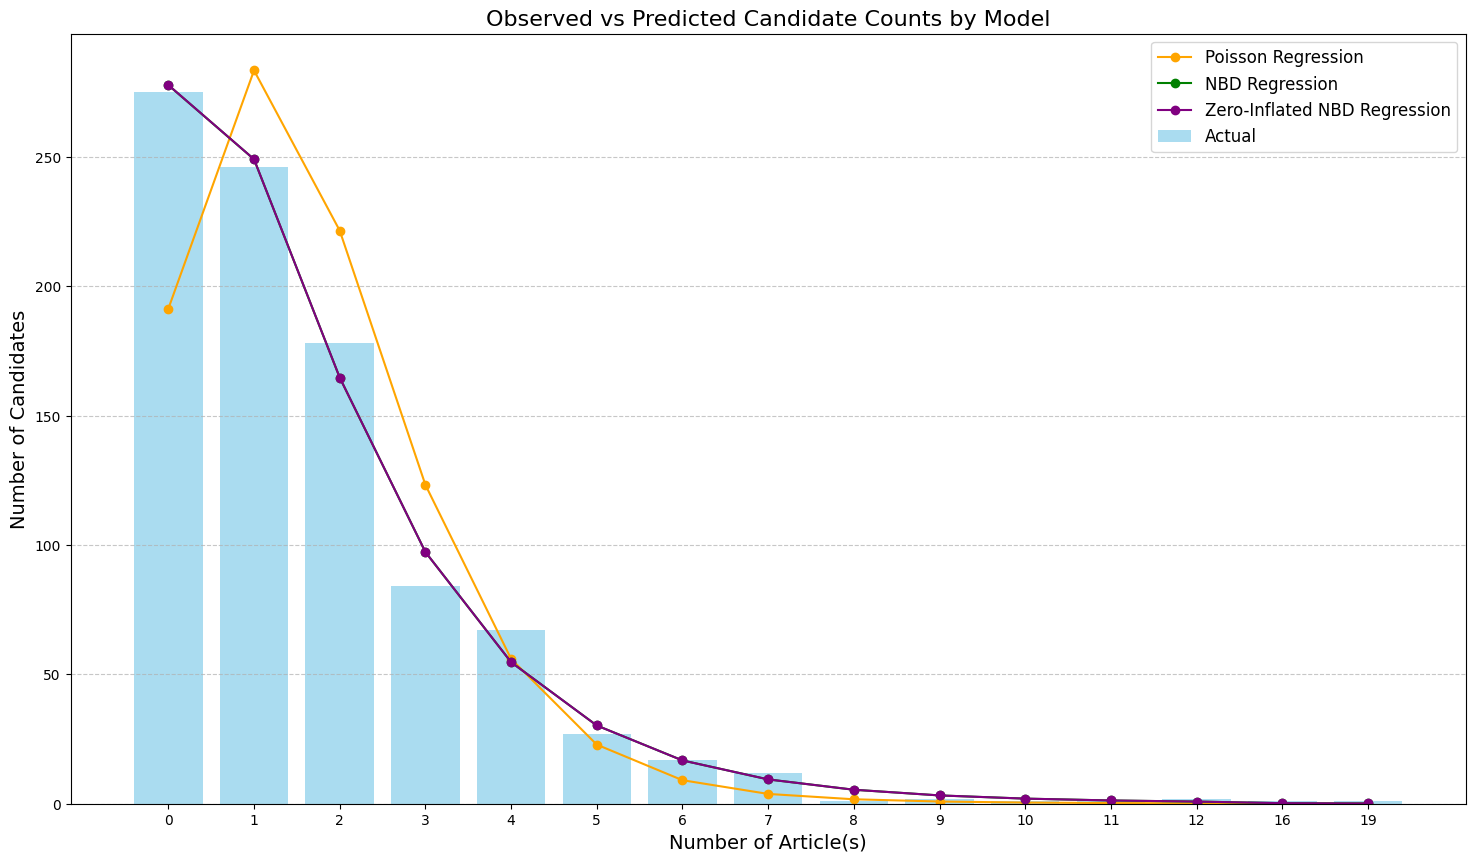 Observed vs Predicted Candidate Counts by Model
Poisson Regression
NBD Regression
Zero-Inflated NBD Regression
Actual
250
200
150
100
50
0
Number of Candidates
0 1 2 3 4 5 6 7 8 9 10 11 12 16 19
Number of Article(s)